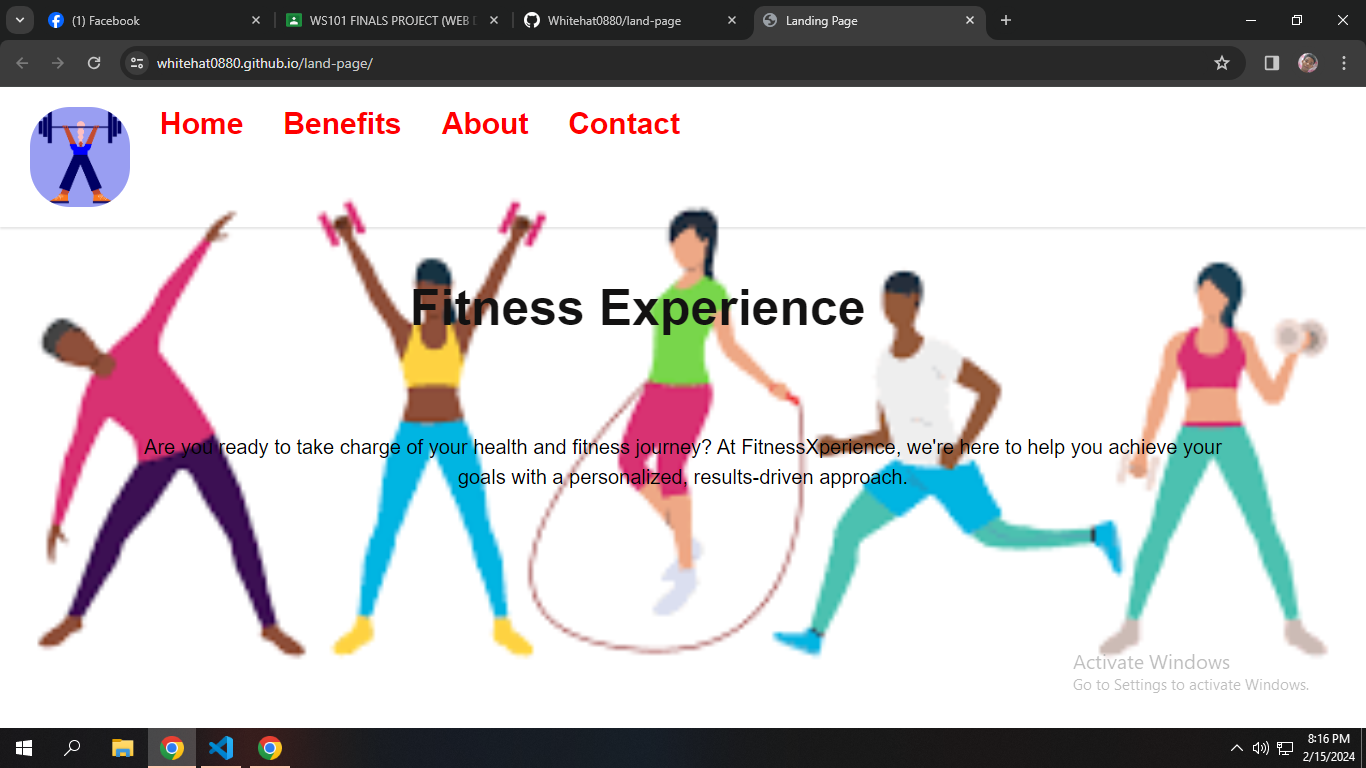 (1) Facebook
WS101 FINALS PROJECT (WEB
Whitehat0880/land-page
Landing Page
whitehat0880.github.io/land-page/
Home Benefits About Contact
Fitness Experience
Are you ready to take charge of your health and fitness journey? At FitnessXperience, we're here to help you achieve your
goals with a personalized, results-driven approach.
Activate Windows
Go to Settings to activate Windows.
8:16 PM
2/15/2024